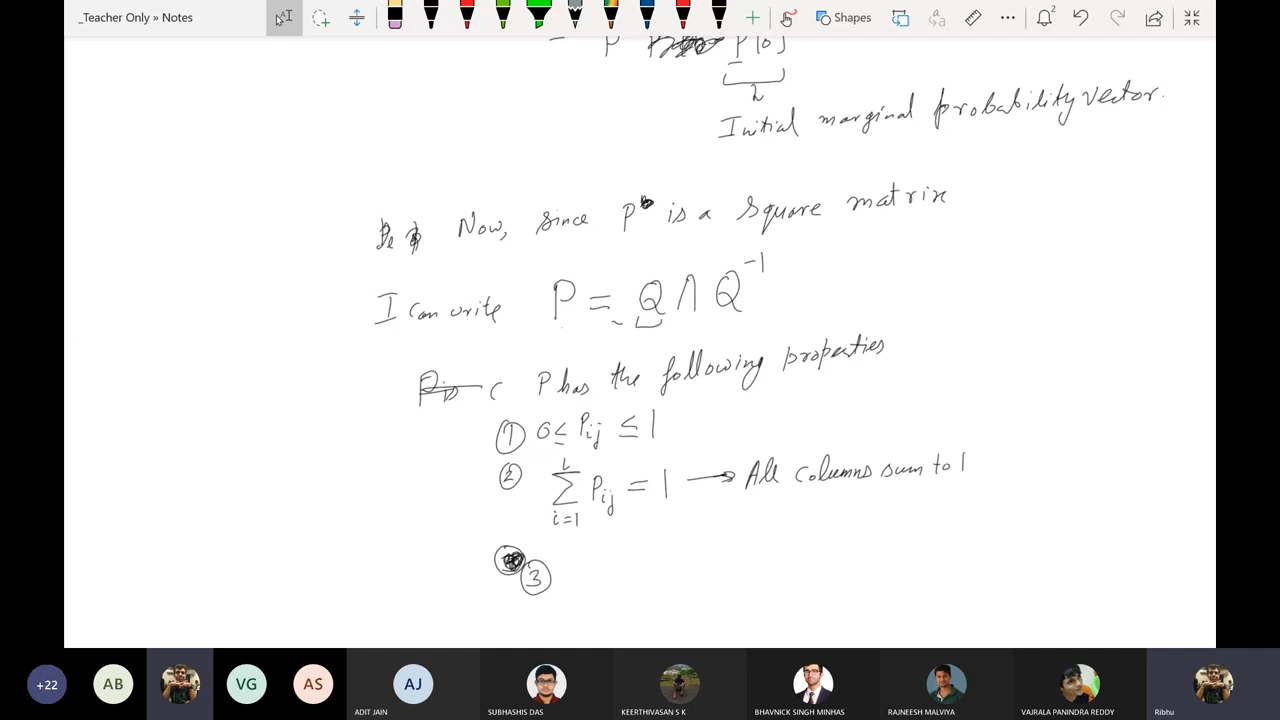 _Teacher Only » Notes
Shapes
= P P[0]
Initial marginal probability vector.
Now, since P is a square matrix
I can write P = Q Λ Q⁻¹
P has the following properties
① 0 ≤ Pij ≤ 1
② ∑ i=1 L Pij = 1 → All columns sum to 1
③
+22
AB
VG
AS
AJ
ADIT JAIN
SUBHASHIS DAS
KEERTHIVASAN S K
BHAVNICK SINGH MINHAS
RAJNEESH MALVIYA
VAJRALA PANINDRA REDDY
Ribhu